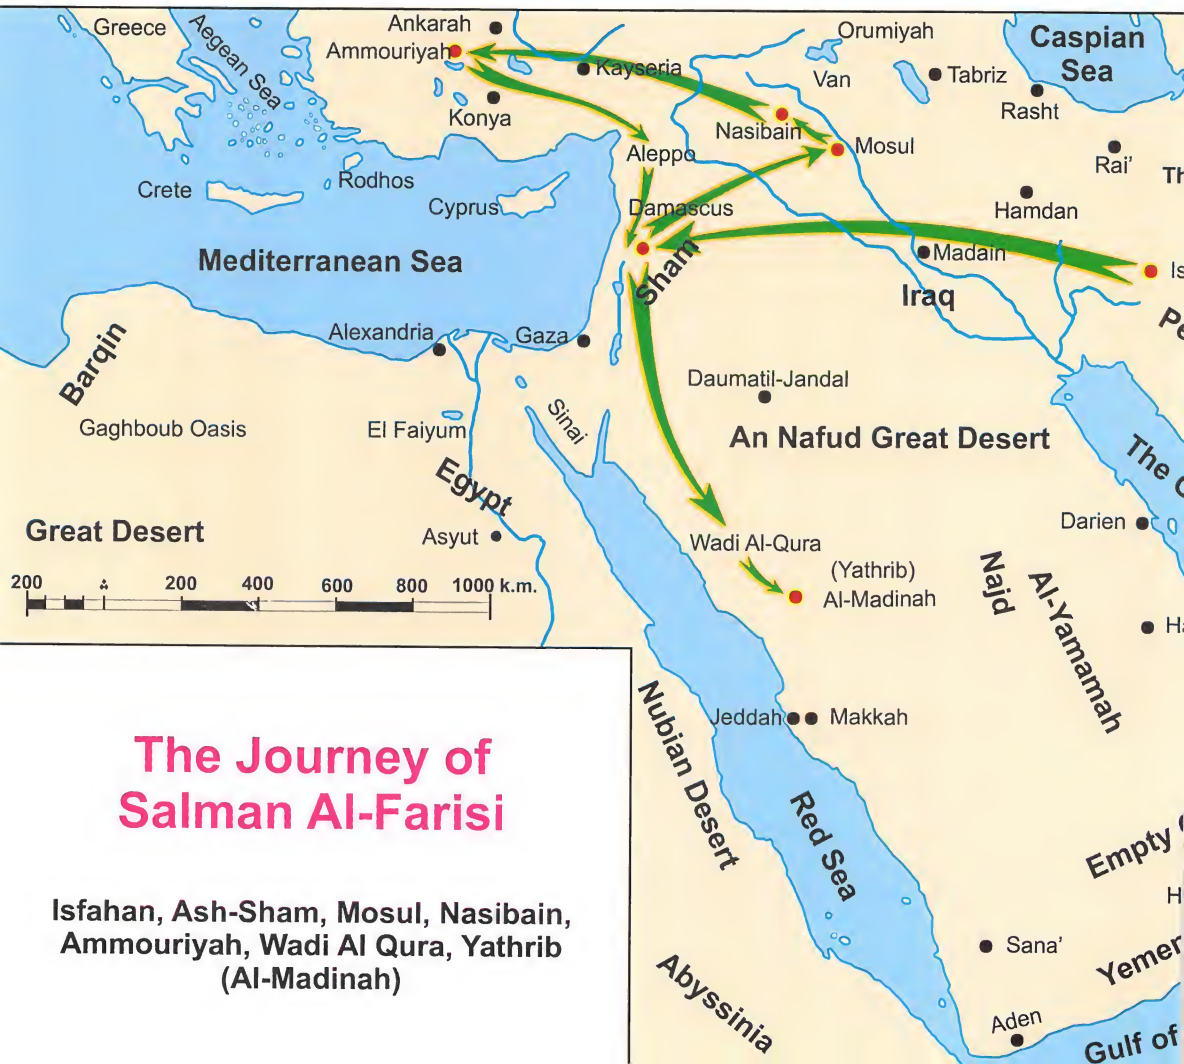 Greece
Aegean Sea
Ankarah
Ammouriyah
Kayseria
Konya
Orumiyah
Van
Tabriz
Caspian
Sea
Rasht
Nasibain
Mosul
Rai'
Aleppo
Crete
Rodhos
Cyprus
Damascus
Hamdan
Mediterranean Sea
Sham
Madain
Iraq
Barqin
Alexandria
Gaza
Daumatil-Jandal
Gaghboub Oasis
El Faiyum
Sinai
An Nafud Great Desert
Egypt
Great Desert
Asyut
Darien
Wadi Al-Qura
(Yathrib)
Al-Madinah
Najd
Al-Yamamah
200 200 400 600 800 1000 k.m.
Nubian Desert
Jeddah
Makkah
The Journey of
Salman Al-Farisi
Red Sea
Empty
Isfahan, Ash-Sham, Mosul, Nasibain,
Ammouriyah, Wadi Al Qura, Yathrib
(Al-Madinah)
Sana'
Abyssinia
Aden
Gulf of